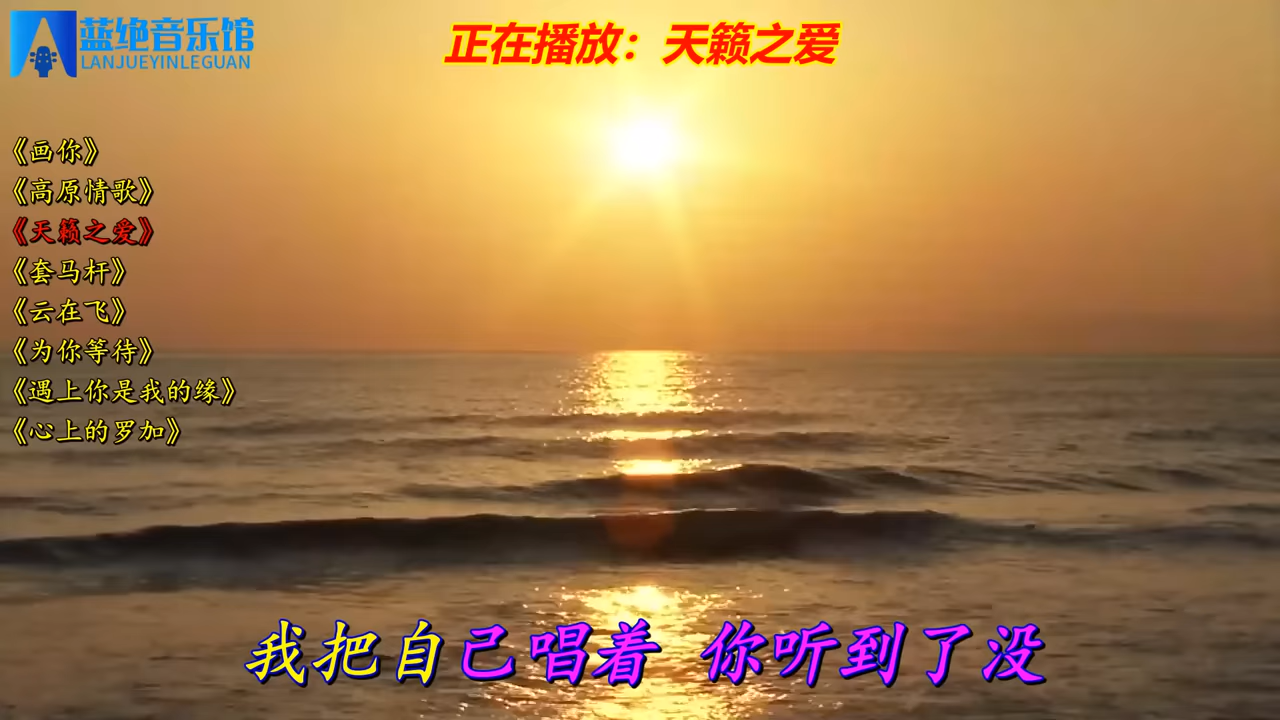 蓝绝音乐馆
LANJUEYINLEGUAN
正在播放：天籁之爱
《画你》
《高原情歌》
《天籁之爱》
《套马杆》
《云在飞》
《为你等待》
《遇上你是我的缘》
《心上的罗加》
我把自己唱着 你听到了没